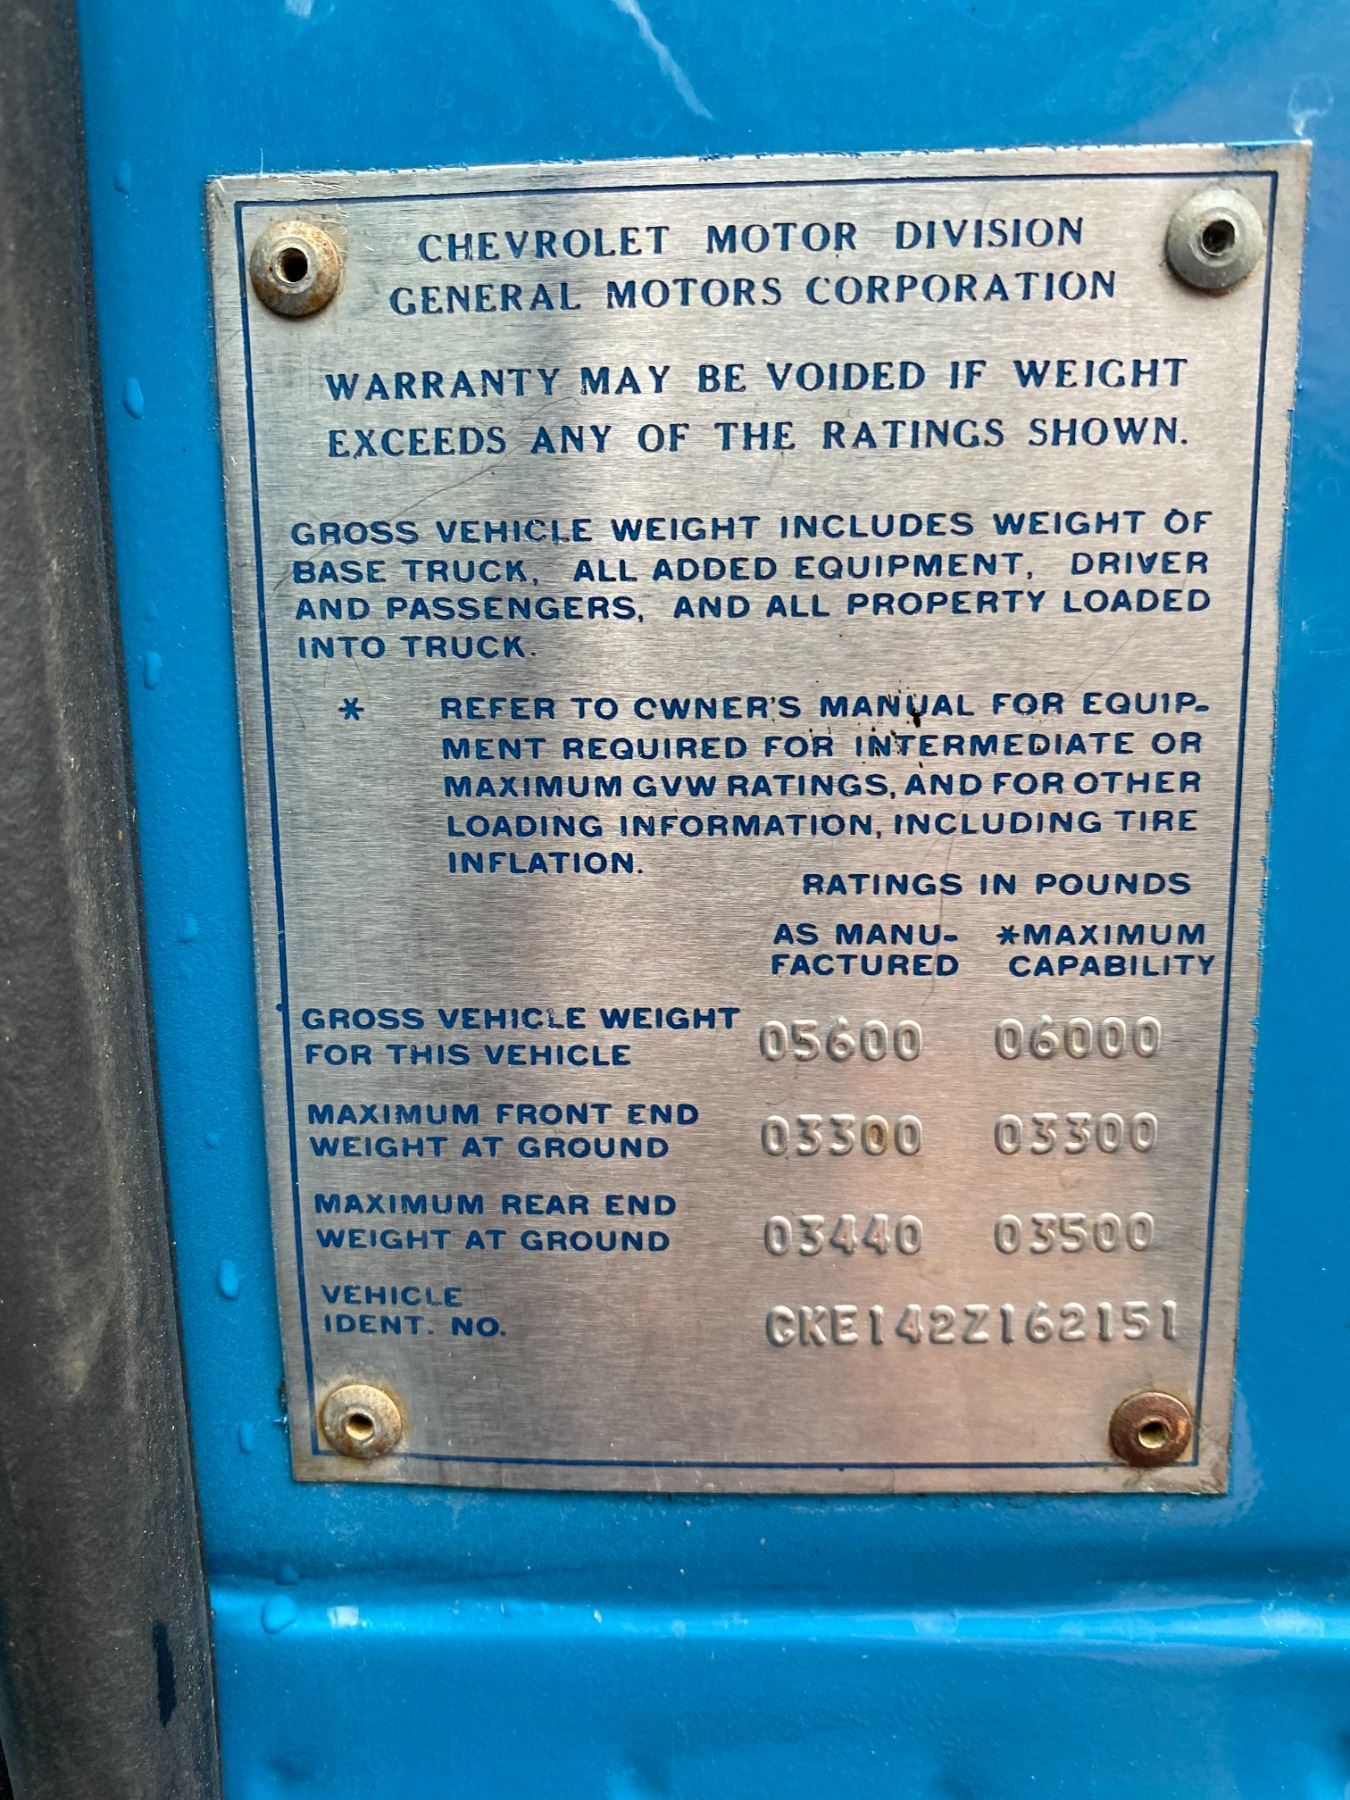 CHEVROLET MOTOR DIVISION
GENERAL MOTORS CORPORATION
WARRANTY MAY BE VOIDED IF WEIGHT
EXCEEDS ANY OF THE RATINGS SHOWN.
GROSS VEHICLE WEIGHT INCLUDES WEIGHT OF
BASE TRUCK, ALL ADDED EQUIPMENT, DRIVER
AND PASSENGERS, AND ALL PROPERTY LOADED
INTO TRUCK.
* REFER TO OWNER'S MANUAL FOR EQUIP-
MENT REQUIRED FOR INTERMEDIATE OR
MAXIMUM GVW RATINGS, AND FOR OTHER
LOADING INFORMATION, INCLUDING TIRE
INFLATION.
RATINGS IN POUNDS
AS MANU- *MAXIMUM
FACTURED CAPABILITY
GROSS VEHICLE WEIGHT
FOR THIS VEHICLE 05600 06000
MAXIMUM FRONT END
WEIGHT AT GROUND 03300 03300
MAXIMUM REAR END
WEIGHT AT GROUND 03440 03500
VEHICLE
IDENT. NO. CKE142Z162151